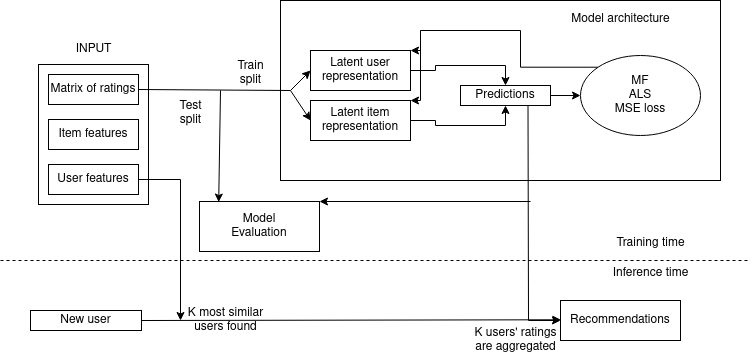 Model architecture
INPUT
Matrix of ratings
Item features
User features
Train
split
Test
split
Latent user
representation
Latent item
representation
Predictions
MF
ALS
MSE loss
Model
Evaluation
Training time
Inference time
New user
K most similar
users found
K users' ratings
are aggregated
Recommendations